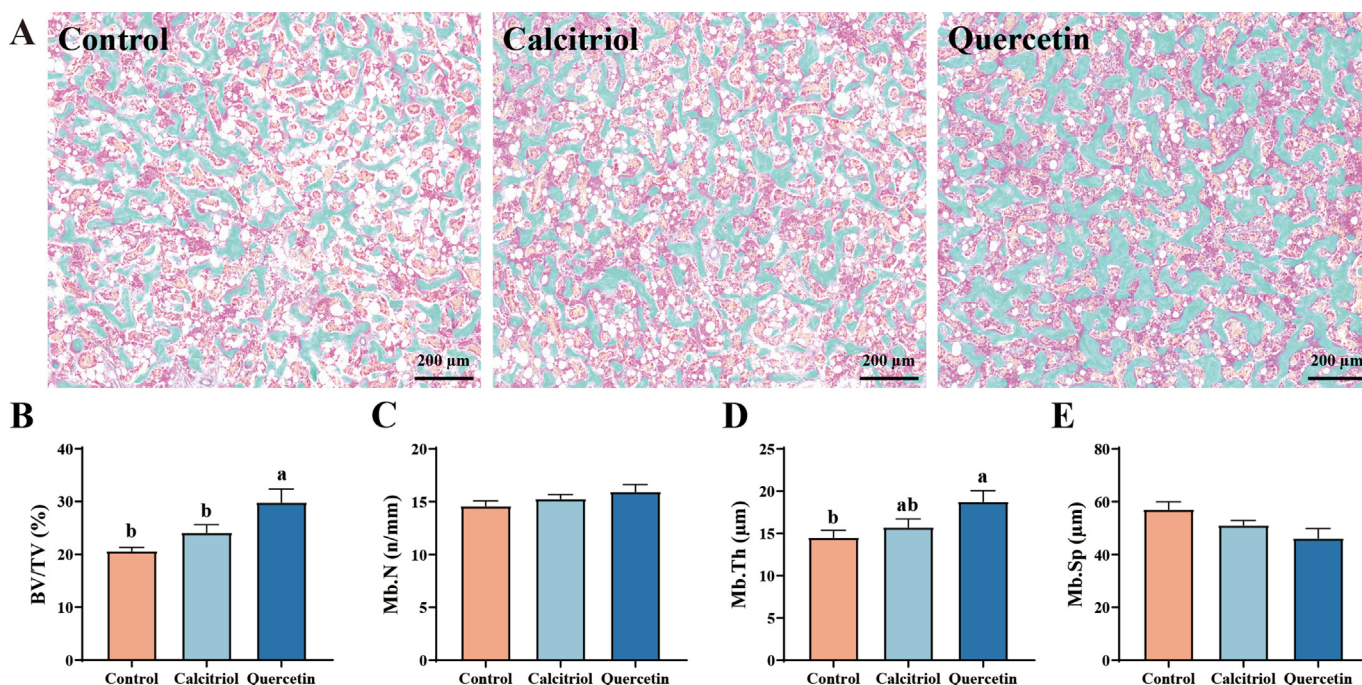 A
Control
Calcitriol
Quercetin
200 μm
200 μm
200 μm
B
BV/TV (%)
40
30
20
10
0
b
b
a
Control
Calcitriol
Quercetin
C
Mb.N (n/mm)
20
15
10
5
0
Control
Calcitriol
Quercetin
D
Mb.Th (μm)
25
20
15
10
5
0
b
ab
a
Control
Calcitriol
Quercetin
E
Mb.Sp (μm)
80
60
40
20
0
Control
Calcitriol
Quercetin